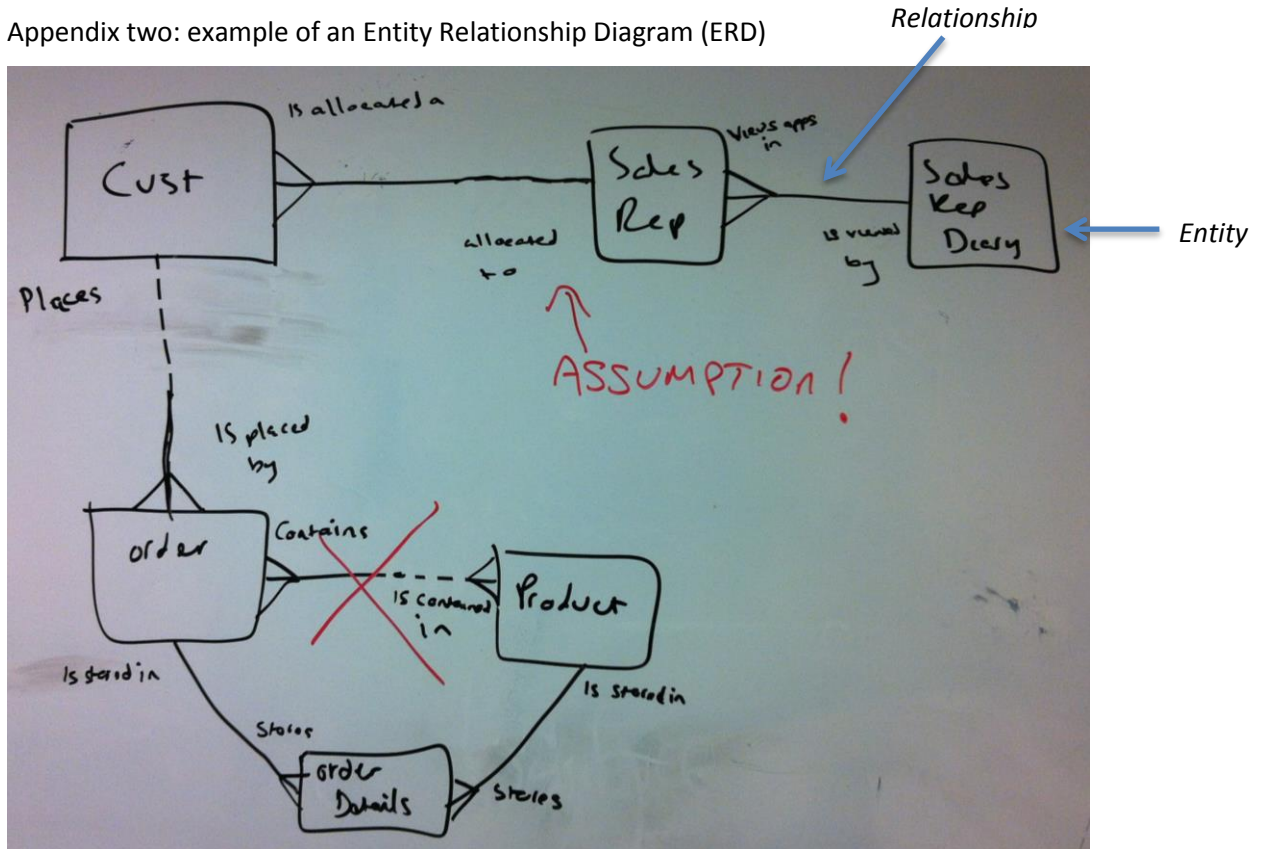 Appendix two: example of an Entity Relationship Diagram (ERD)
Relationship
Is allocated a
Cust
Sales
Rep
Views apps
in
Sales
Rep
Diary
Entity
allocated
to
is viewed
by
Places
ASSUMPTION!
Is placed
by
order
Contains
Is contained
in
Product
Is stored in
Is stored in
Stores
order
Details
Stores